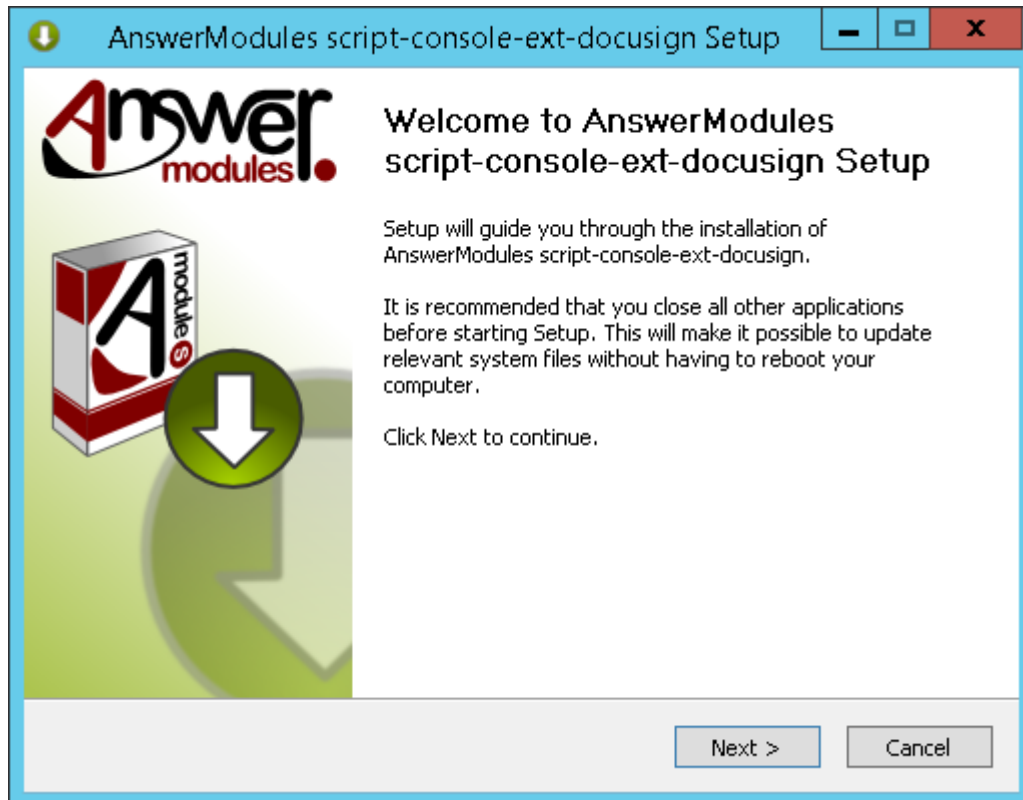 AnswerModules script-console-ext-docusign Setup
Answer
modules
Welcome to AnswerModules
script-console-ext-docusign Setup
Setup will guide you through the installation of
AnswerModules script-console-ext-docusign.
It is recommended that you close all other applications
before starting Setup. This will make it possible to update
relevant system files without having to reboot your
computer.
Click Next to continue.
A
modules
Next >
Cancel